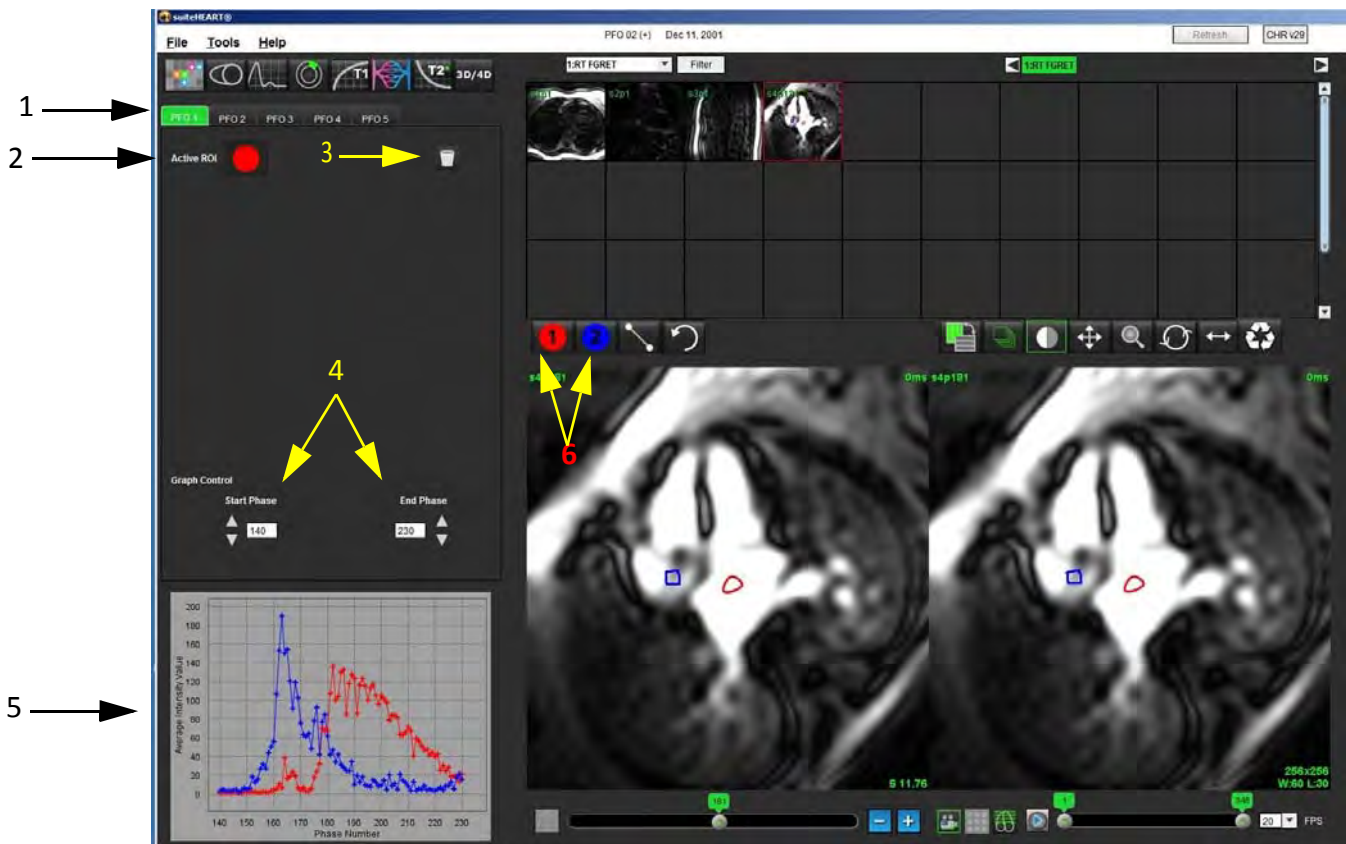 suiteHEART®
File Tools Help
PFO 02 (+) Dec 11, 2001
Refresh
CHR v29
T1
T2*
3D/4D
1:RT FGRET
Filter
1:RT FGRET
1
PFO 1
PFO 2
PFO 3
PFO 4
PFO 5
2
Active ROI
3
s2p1
s3p1
1
2
4
6
0ms
s4p181
0ms
Graph Control
Start Phase
End Phase
140
230
5
Average Intensity Value
200
180
160
140
120
100
80
60
40
20
0
140 150 160 170 180 190 200 210 220 230
Phase Number
S 11.76
256x256
W:60 L:30
181
1
20
FPS